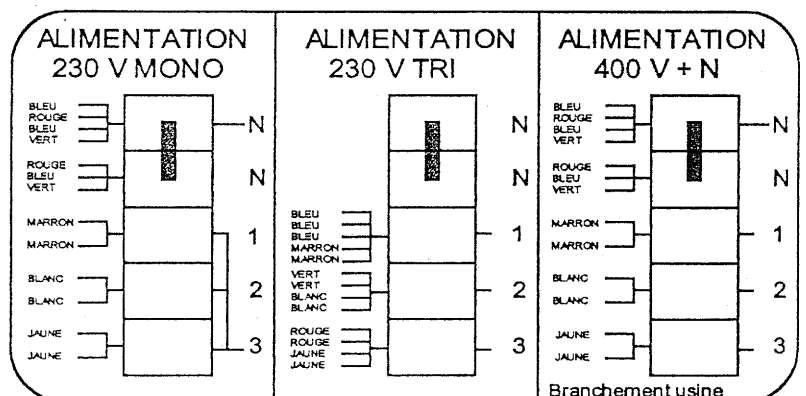 ALIMENTATION
230 V MONO
BLEU
ROUGE
BLEU
VERT
N
ROUGE
BLEU
VERT
N
MARRON
MARRON
1
BLANC
BLANC
2
JAUNE
JAUNE
3
ALIMENTATION
230 V TRI
N
N
BLEU
BLEU
BLEU
MARRON
MARRON
1
VERT
VERT
BLANC
BLANC
2
ROUGE
ROUGE
JAUNE
JAUNE
3
ALIMENTATION
400 V + N
BLEU
ROUGE
BLEU
VERT
N
ROUGE
BLEU
VERT
N
MARRON
MARRON
1
BLANC
BLANC
2
JAUNE
JAUNE
3
Branchement usine